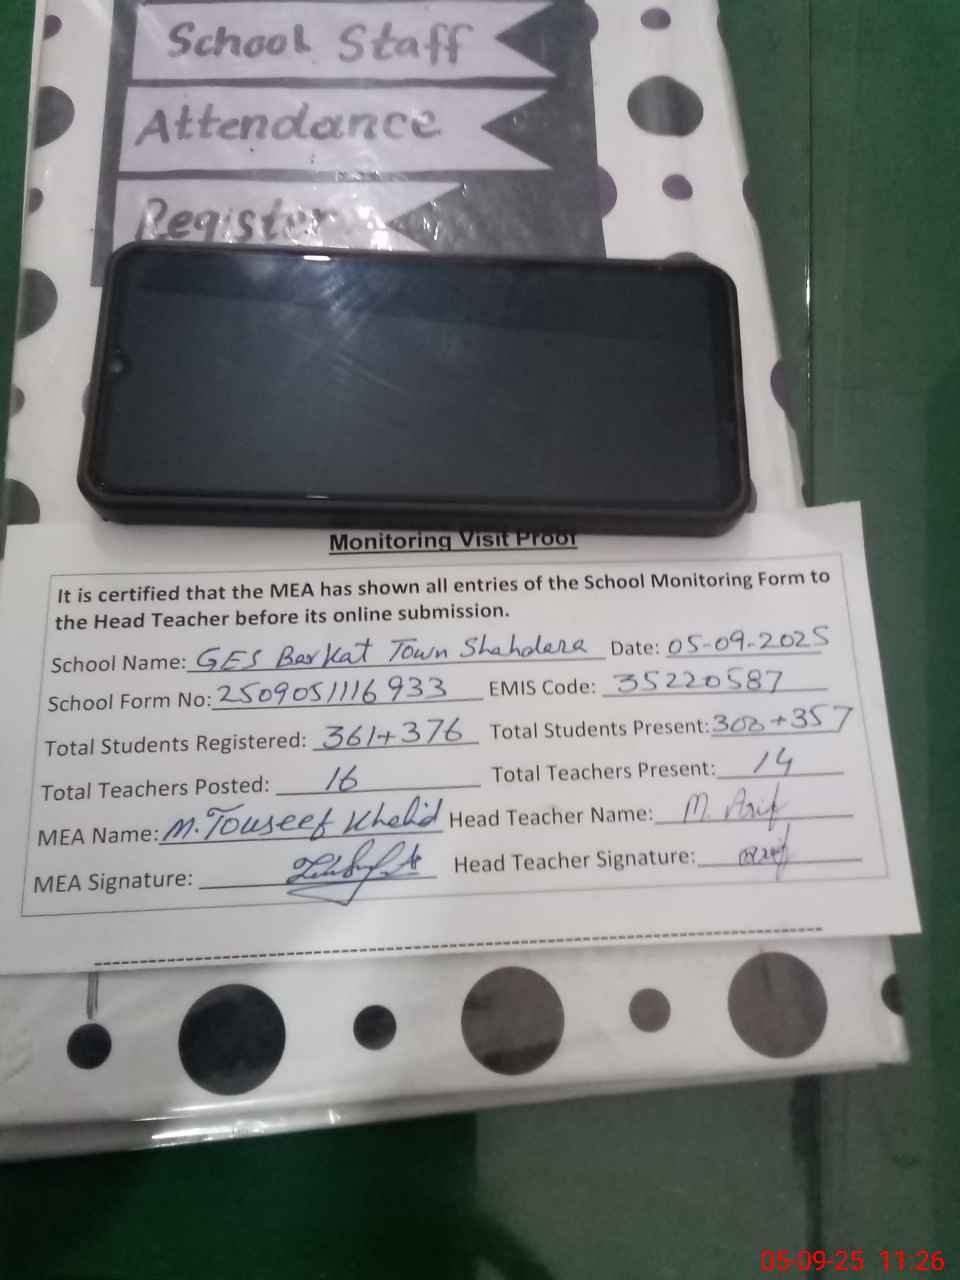 School Staff
Attendance
Register
Monitoring Visit Proof
It is certified that the MEA has shown all entries of the School Monitoring Form to
the Head Teacher before its online submission.
School Name: GES Barkat Town Shahdara Date: 05-09-2025
School Form No: 2509051116933 EMIS Code: 35220587
Total Students Registered: 361+376 Total Students Present: +357
Total Teachers Posted: 16 Total Teachers Present: 14
MEA Name: M. Touseef Khalid Head Teacher Name: M. Arif
MEA Signature: Head Teacher Signature:
05-09-25 11:26